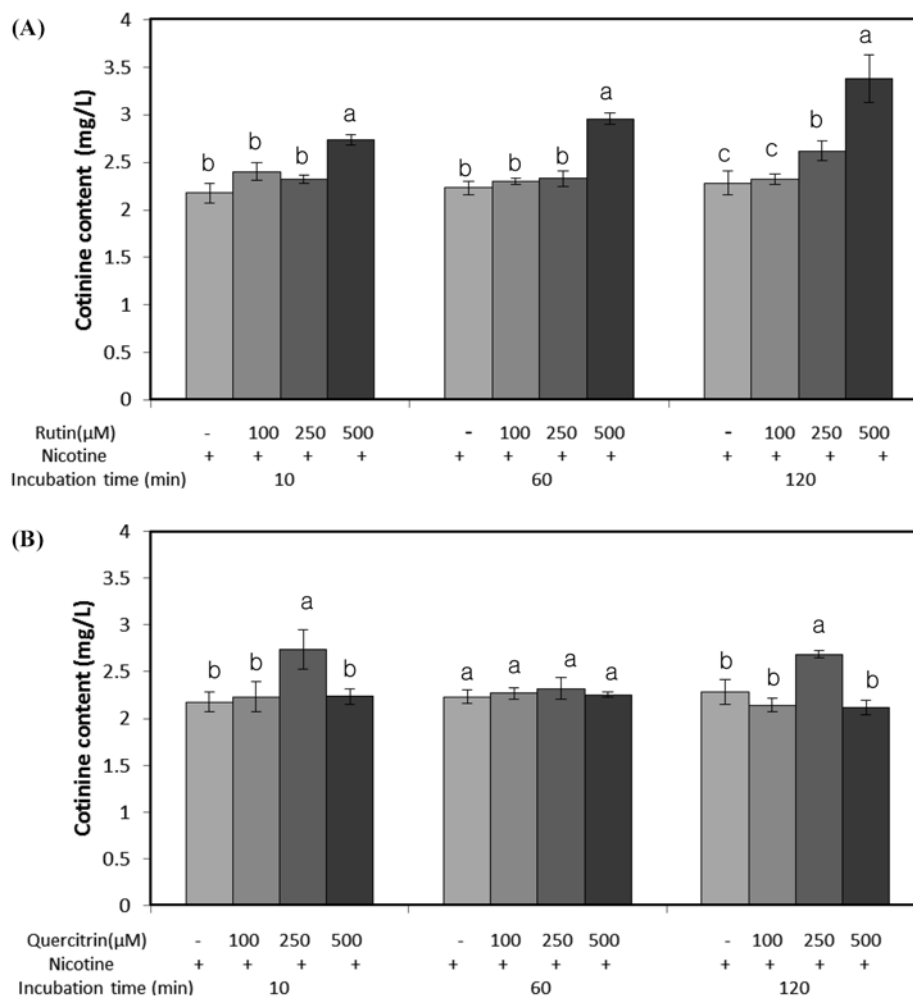 (A)
Cotinine content (mg/L)
4
3.5
3
2.5
2
1.5
1
0.5
0
b b b a
b b b a
c c b a
Rutin(μM) - 100 250 500 - 100 250 500 - 100 250 500
Nicotine + + + + + + + + + + + +
Incubation time (min) 10 60 120
(B)
Cotinine content (mg/L)
4
3.5
3
2.5
2
1.5
1
0.5
0
b b a b
a a a a
b b a b
Quercitrin(μM) - 100 250 500 - 100 250 500 - 100 250 500
Nicotine + + + + + + + + + + + +
Incubation time (min) 10 60 120